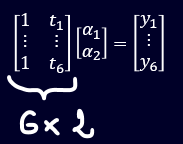 [1 t₁ ⋮ ⋮ 1 t₆] [α₁ α₂] = [y₁ ⋮ y₆]
6 x 2